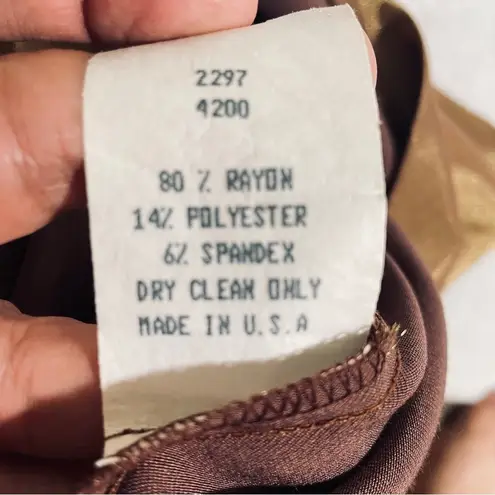 2297
4200
80 % RAYON
14% POLYESTER
6% SPANDEX
DRY CLEAN ONLY
MADE IN U.S.A